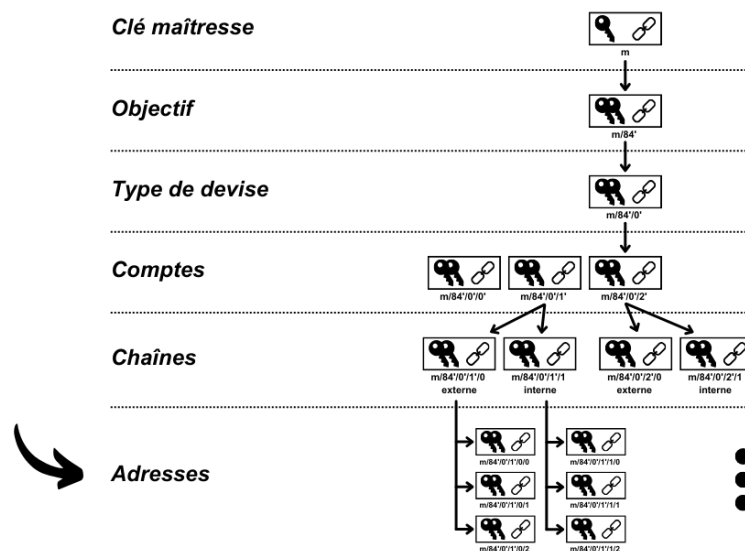 Clé maîtresse
m
Objectif
m/84'
Type de devise
m/84'/0'
Comptes
m/84'/0'/0'
m/84'/0'/1'
m/84'/0'/2'
Chaînes
m/84'/0'/1'/0
externe
m/84'/0'/1'/1
interne
m/84'/0'/2'/0
externe
m/84'/0'/2'/1
interne
Adresses
m/84'/0'/1'/0/0
m/84'/0'/1'/1/0
m/84'/0'/1'/0/1
m/84'/0'/1'/1/1
m/84'/0'/1'/0/2
m/84'/0'/1'/1/2